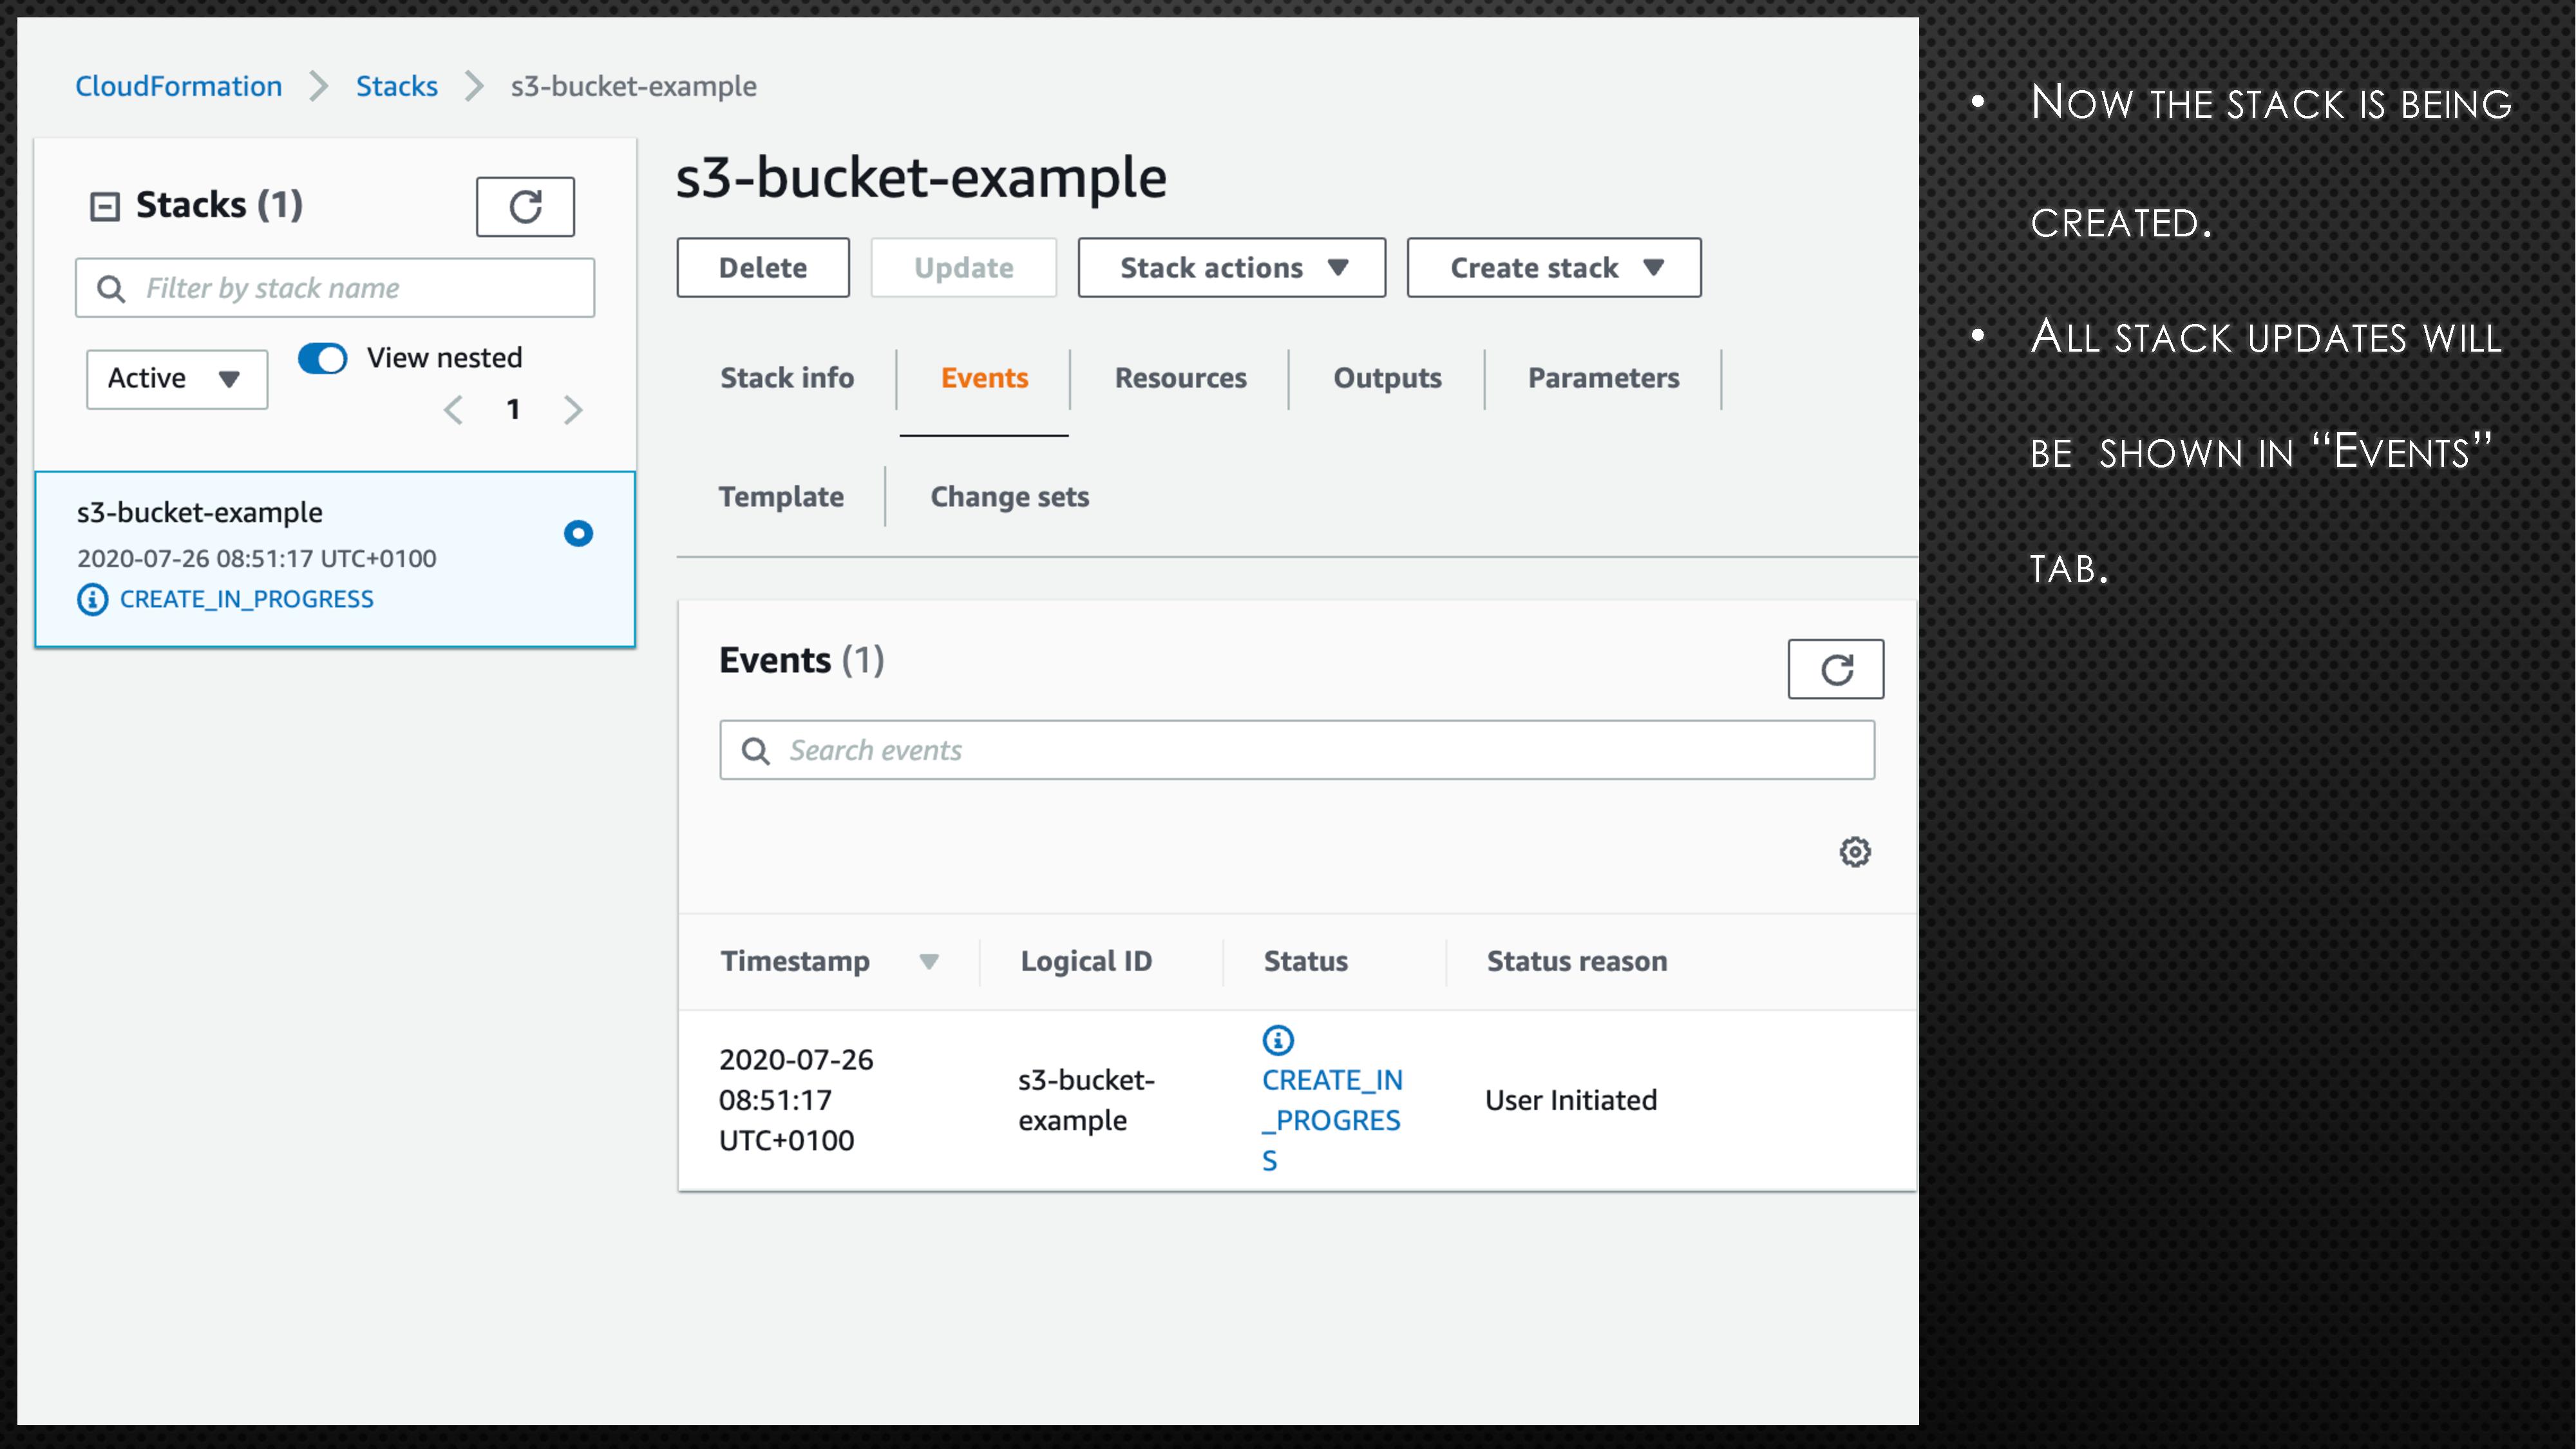 CloudFormation > Stacks > s3-bucket-example
Stacks (1)
Filter by stack name
Active
View nested
1
s3-bucket-example
2020-07-26 08:51:17 UTC+0100
CREATE_IN_PROGRESS
s3-bucket-example
Delete Update Stack actions Create stack
Stack info Events Resources Outputs Parameters
Template Change sets
Events (1)
Search events
Timestamp Logical ID Status Status reason
2020-07-26
08:51:17
UTC+0100
s3-bucket-
example
CREATE_IN
_PROGRES
S
User Initiated
• Now the stack is being
created.
• All stack updates will
be shown in “Events”
tab.